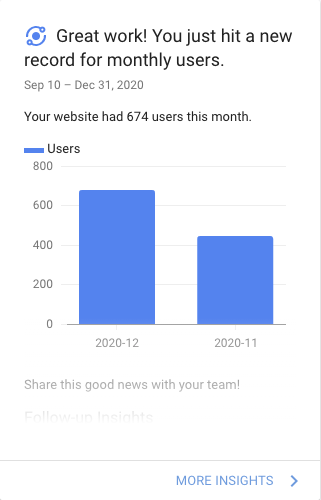 Great work! You just hit a new
record for monthly users.
Sep 10 – Dec 31, 2020
Your website had 674 users this month.
Users
800
600
400
200
0
2020-12
2020-11
Share this good news with your team!
Follow-up Insights
MORE INSIGHTS